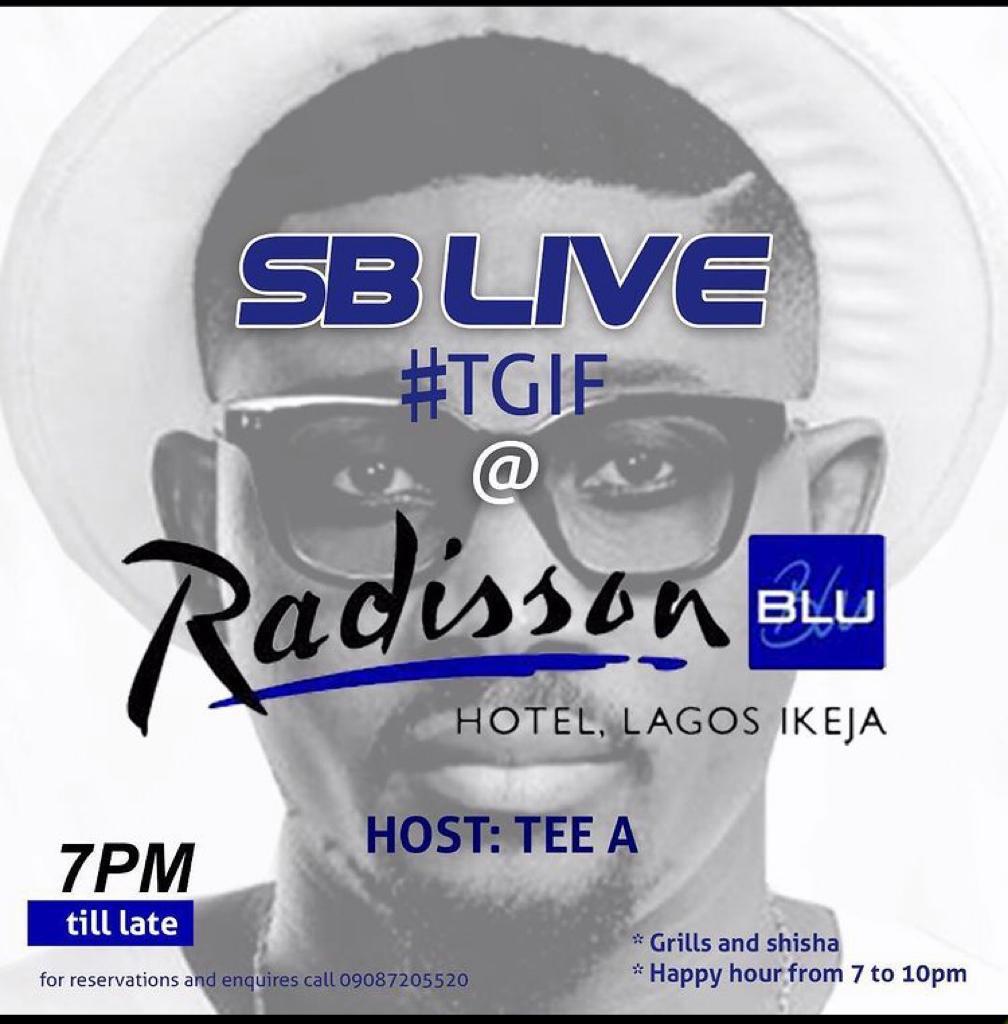 SB LIVE
#TGIF
@
Radisson BLU
HOTEL, LAGOS IKEJA
HOST: TEE A
7PM
till late
for reservations and enquires call 09087205520
* Grills and shisha
* Happy hour from 7 to 10pm